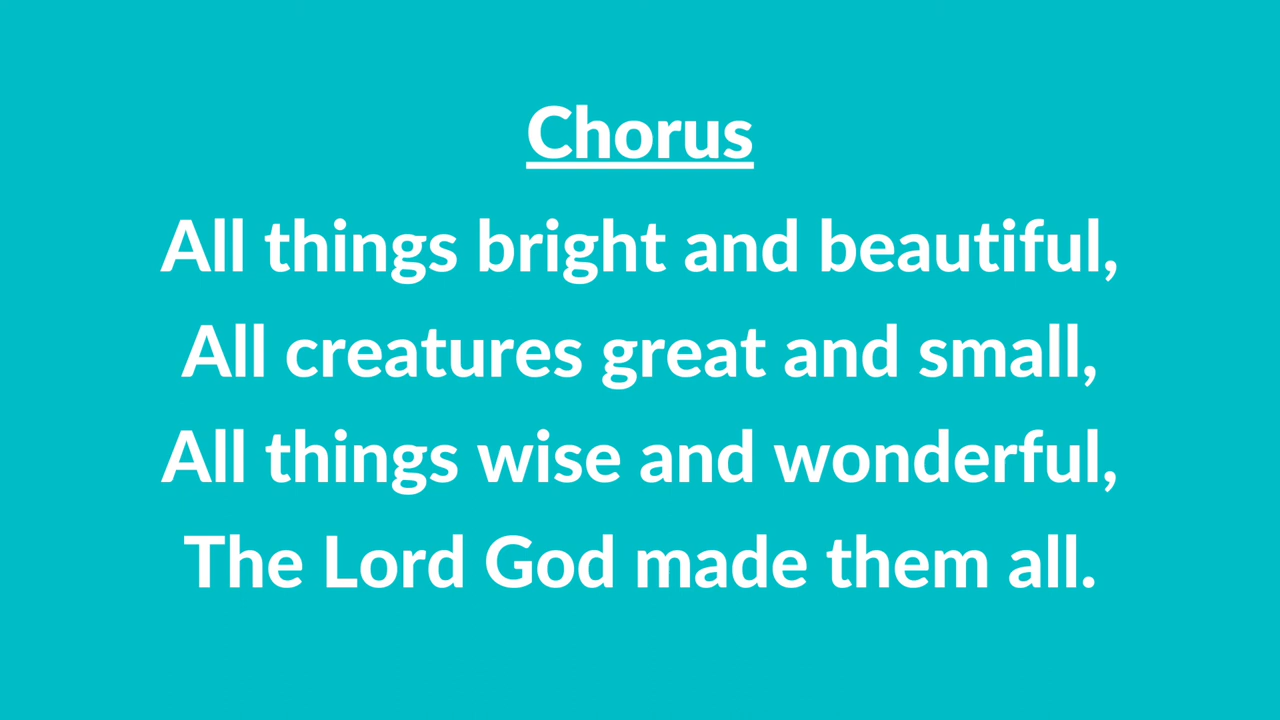 Chorus
All things bright and beautiful,
All creatures great and small,
All things wise and wonderful,
The Lord God made them all.